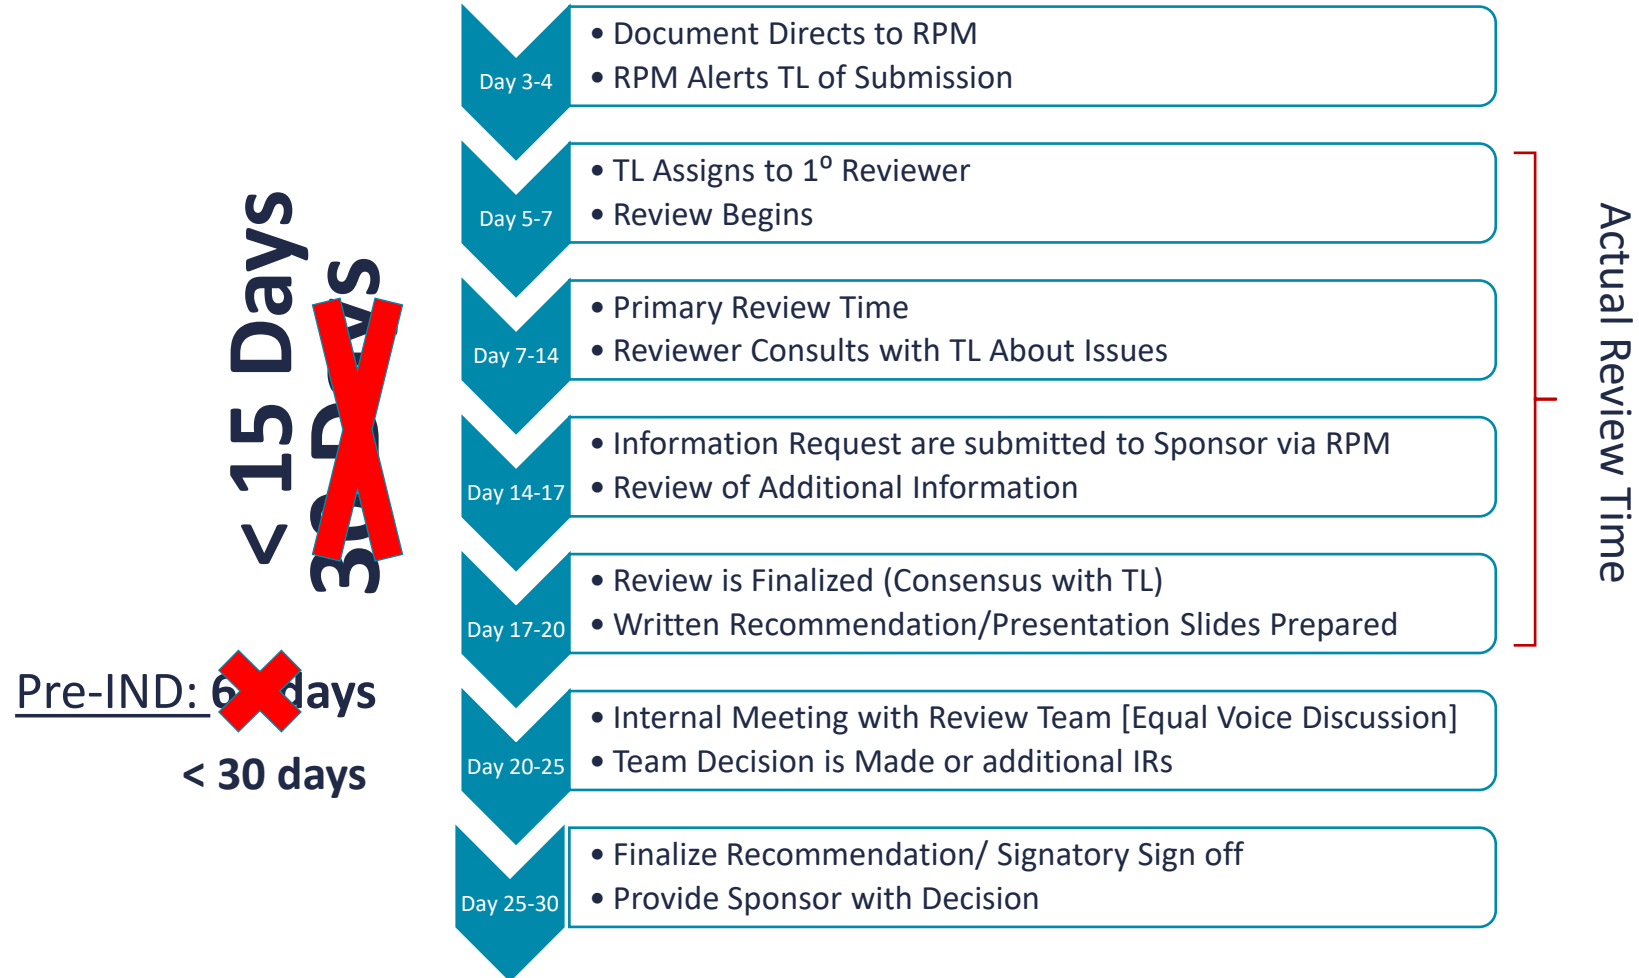 Day 3-4
• Document Directs to RPM
• RPM Alerts TL of Submission
Day 5-7
• TL Assigns to 1⁰ Reviewer
• Review Begins
Day 7-14
• Primary Review Time
• Reviewer Consults with TL About Issues
Day 14-17
• Information Request are submitted to Sponsor via RPM
• Review of Additional Information
Day 17-20
• Review is Finalized (Consensus with TL)
• Written Recommendation/Presentation Slides Prepared
Day 20-25
• Internal Meeting with Review Team [Equal Voice Discussion]
• Team Decision is Made or additional IRs
Day 25-30
• Finalize Recommendation/ Signatory Sign off
• Provide Sponsor with Decision
< 15 Days
30 Days
Pre-IND: days
< 30 days
Actual Review Time